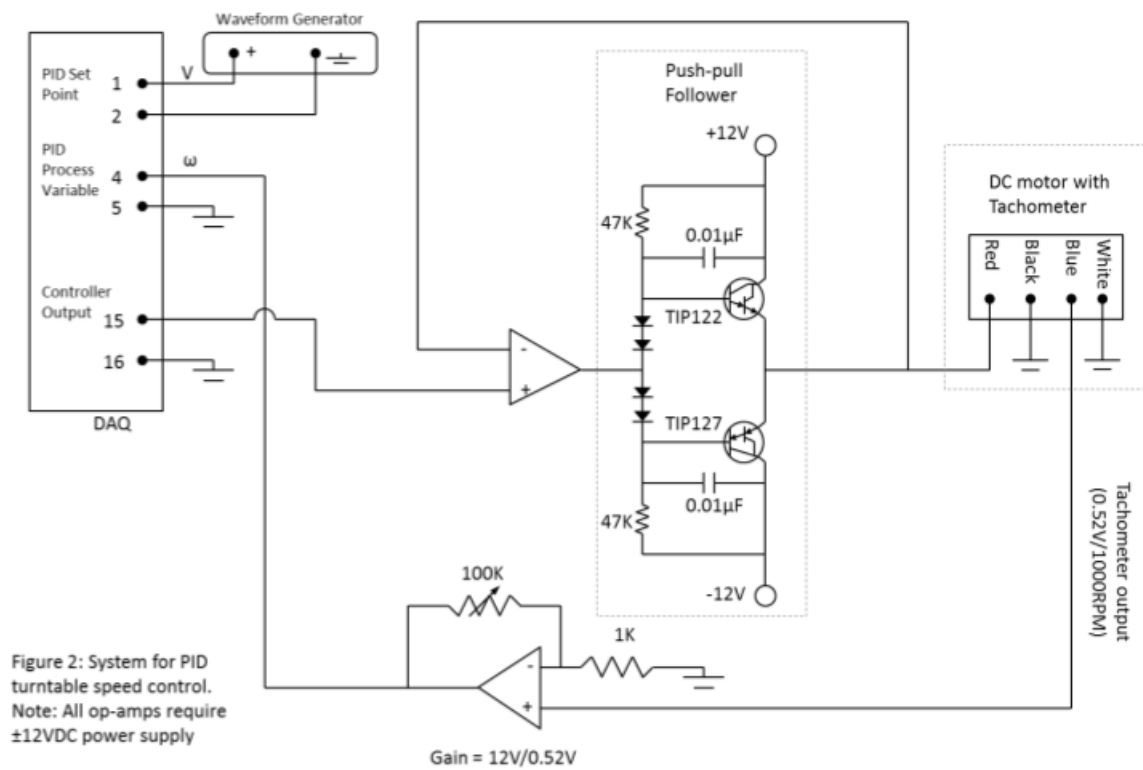 Waveform Generator
+
PID Set
Point
1
V
2
PID
Process
Variable
ω
4
5
Controller
Output
15
16
DAQ
Push-pull
Follower
+12V
47K
0.01µF
TIP122
-
+
TIP127
0.01µF
47K
-12V
DC motor with
Tachometer
Red
Black
Blue
White
Tachometer output
(0.52V/1000RPM)
100K
1K
-
+
Gain = 12V/0.52V
Figure 2: System for PID
turntable speed control.
Note: All op-amps require
±12VDC power supply